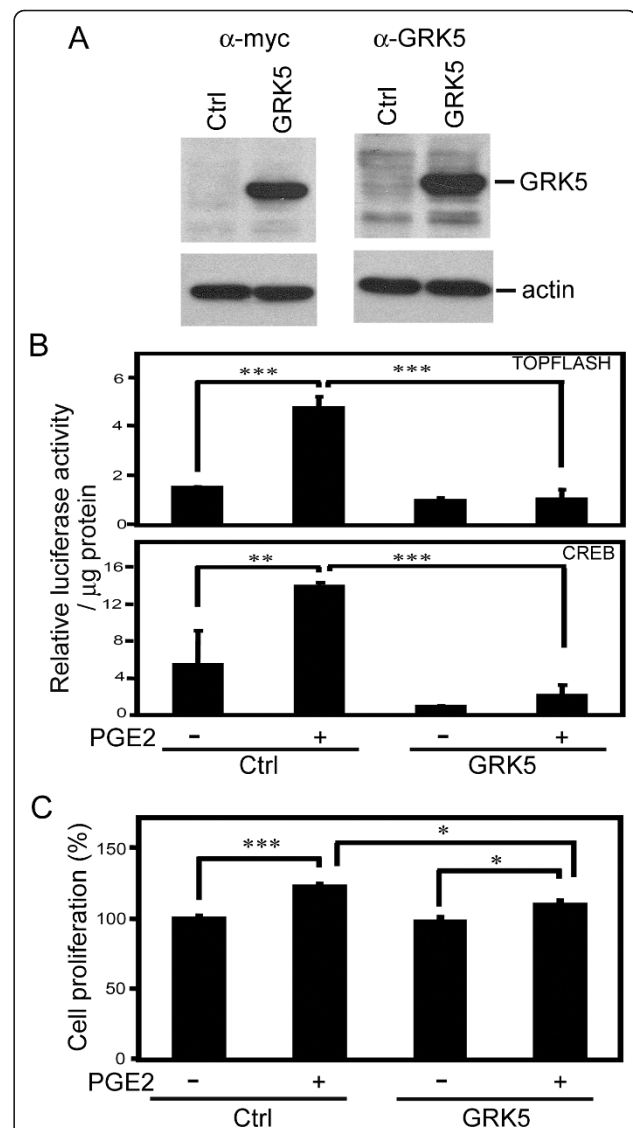 A
α-myc α-GRK5
Ctrl GRK5 Ctrl GRK5
GRK5
actin
B
Relative luciferase activity
/ μg protein
TOPFLASH
*** ***
6
4
2
0
CREB
** ***
16
12
8
4
0
PGE2 − + − +
Ctrl GRK5
C
Cell proliferation (%)
*** * *
150
100
50
0
PGE2 − + − +
Ctrl GRK5